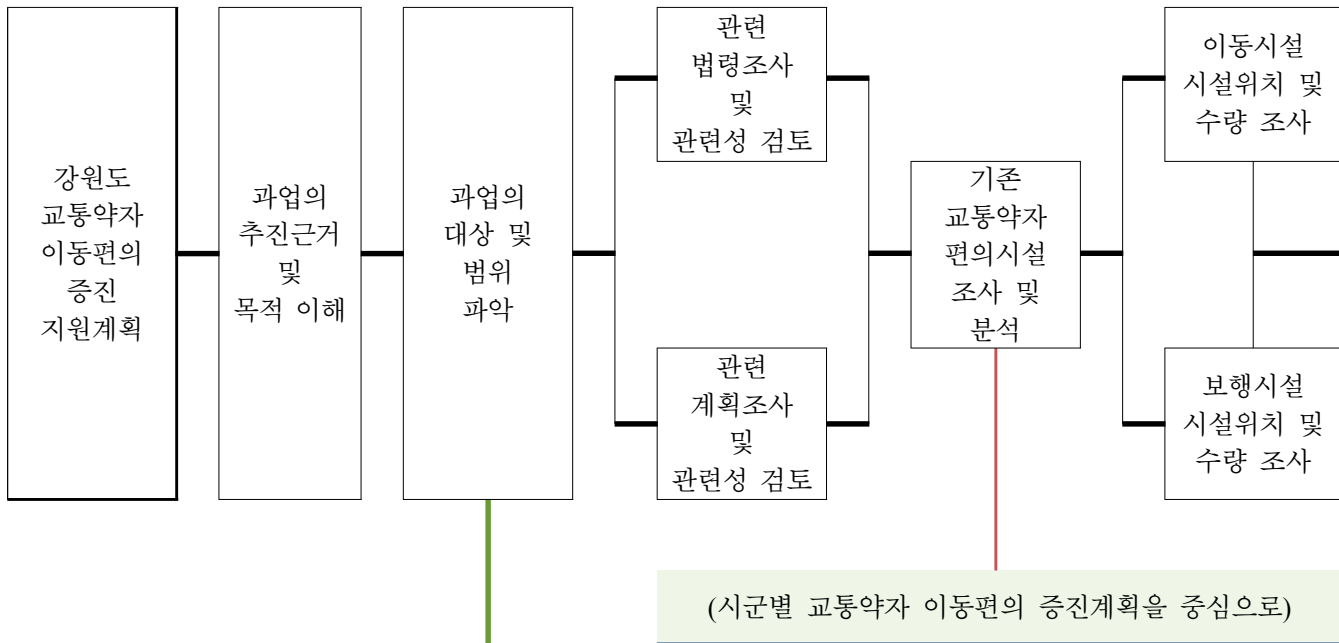 강원도
교통약자
이동편의
증진
지원계획
과업의
추진근거
및
목적 이해
과업의
대상 및
범위
파악
관련
법령조사
및
관련성 검토
관련
계획조사
및
관련성 검토
기존
교통약자
편의시설
조사 및
분석
이동시설
시설위치 및
수량 조사
보행시설
시설위치 및
수량 조사
(시군별 교통약자 이동편의 증진계획을 중심으로)